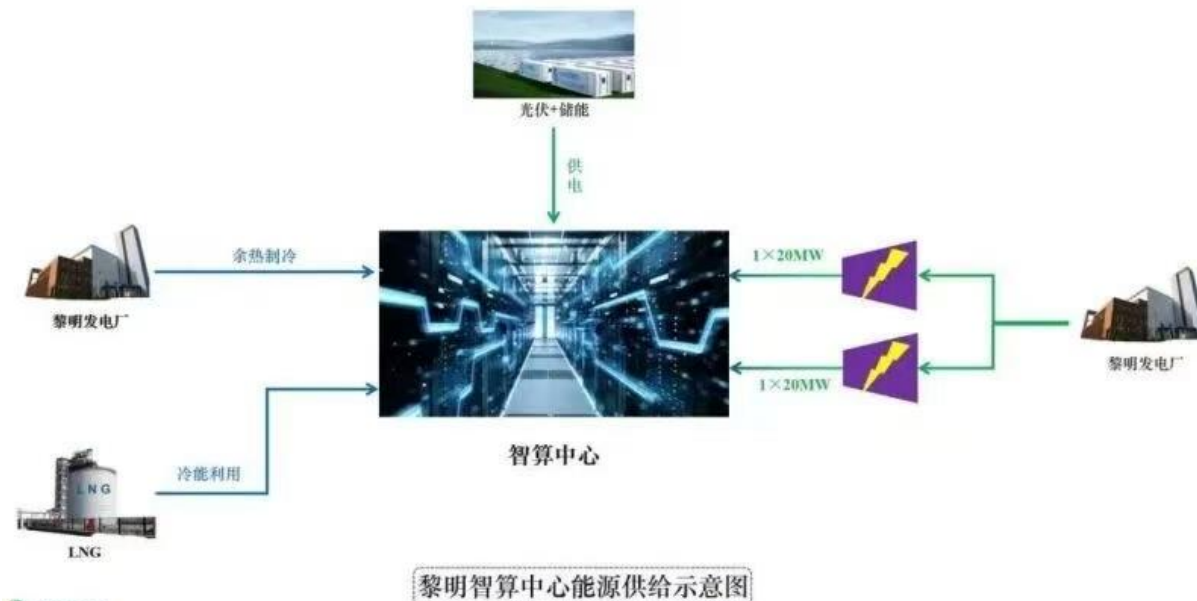 光伏+储能
供电
余热制冷
黎明发电厂
1×20MW
1×20MW
黎明发电厂
智算中心
冷能利用
LNG
LNG
黎明智算中心能源供给示意图